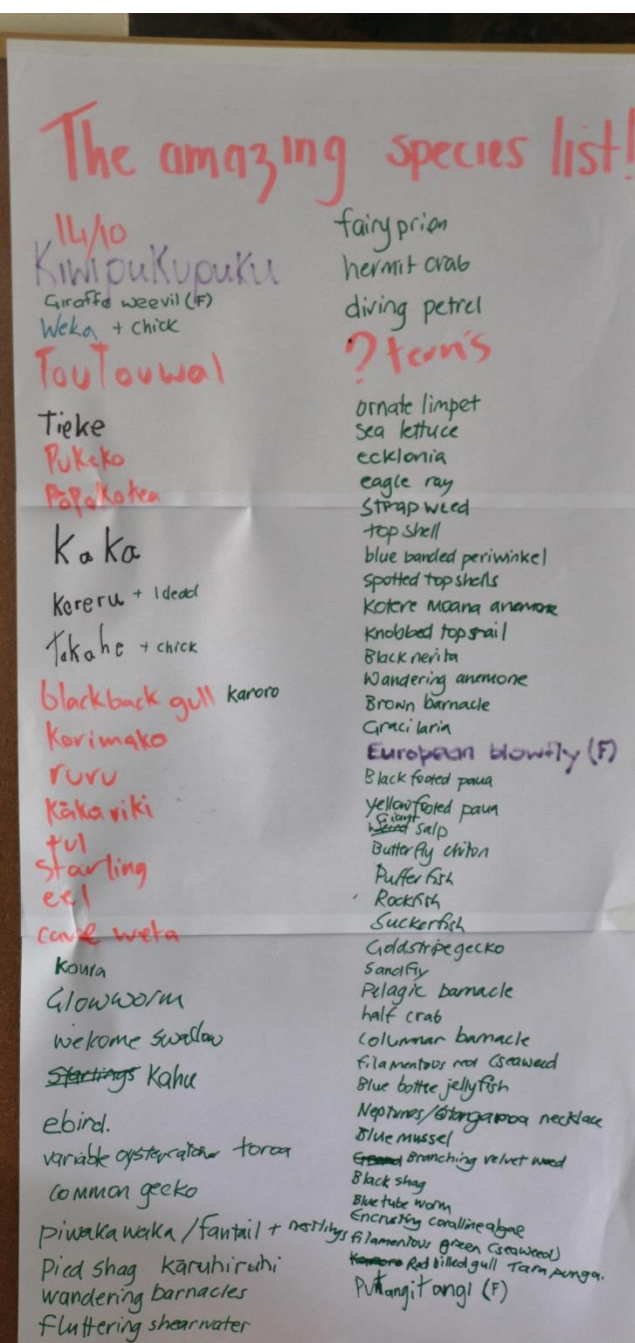 The amazing species list!
14/10
Kiwipukupuku
Giraffe weevil (F)
Weka + chick
TouTouwai
Tieke
Pukeko
Popokotea
Kaka
Kereru + 1 dead
Takahe + chick
blackback gull karoro
Korimako
ruru
Kākāriki
tui
starling
eel
cave weta
Koura
Glowworm
welcome swallow
Startings Kahu
ebird.
variable oystercatcher torea
common geeko
piwakawaka/fantail + nestlings
Pied shag karuhiruhi
wandering barnacles
fluttering shearwater
fairy prion
hermit crab
diving petrel
? tern's
ornate limpet
sea lettuce
ecklonia
eagle ray
strap weed
top shell
blue banded periwinkel
spotted topshells
Kotere moana anemone
Knobbed topsnail
Black nerita
Wandering anemone
Brown barnacle
Gracilaria
European blowfly (F)
Black footed paua
yellow footed paua
Giant
salp
Butterfly chiton
Puffer fish
Rockfish
Suckerfish
Goldstripe gecko
Sandfly
Pelagic barnacle
half crab
columnar barnacle
filamentous red (seaweed
Blue bottle jellyfish
Neptunes/ necklace
Blue mussel
Branching velvet weed
Black shag
Blue tube worm
Encrusting coralline algae
filamentous green (seaweed)
Red billed gull Tarapunga.
Putangitangi (F)